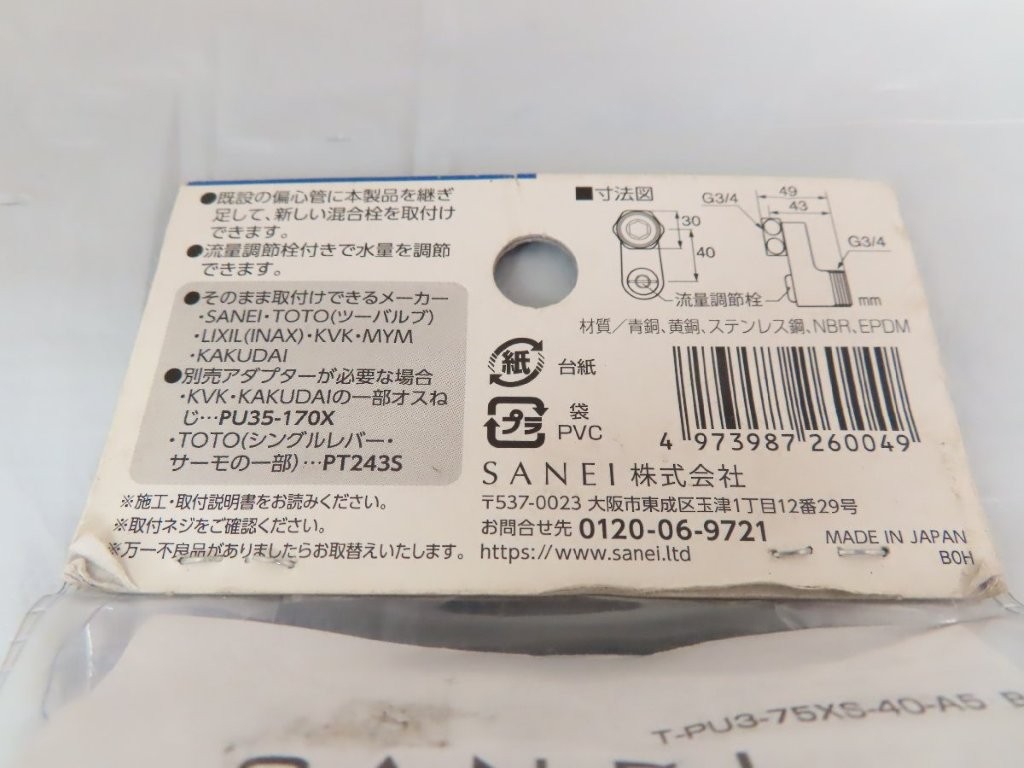 ●既設の偏心管に本製品を継ぎ
足して、新しい混合栓を取付け
できます。
●流量調節栓付きで水量を調節
できます。
●そのまま取付けできるメーカー
・SANEI・TOTO(ツーバルブ)
・LIXIL(INAX)・KVK・MYM
・KAKUDAI
●別売アダプターが必要な場合
・KVK・KAKUDAIの一部オスね
じ…PU35-170X
・TOTO(シングルレバー・
サーモの一部)…PT243S
※施工・取付説明書をお読みください。
※取付ネジをご確認ください。
※万一不良品がありましたらお取替えいたします。
■寸法図
G3/4
49
43
30
40
G3/4
流量調節栓
mm
材質/青銅、黄銅、ステンレス鋼、NBR、EPDM
紙 台紙
プラ 袋
PVC
4 973987 260049
SANEI 株式会社
〒537-0023 大阪市東成区玉津1丁目12番29号
お問合せ先 0120-06-9721
https://www.sanei.ltd
MADE IN JAPAN
B0H
T-PU3-75XS-40-A5